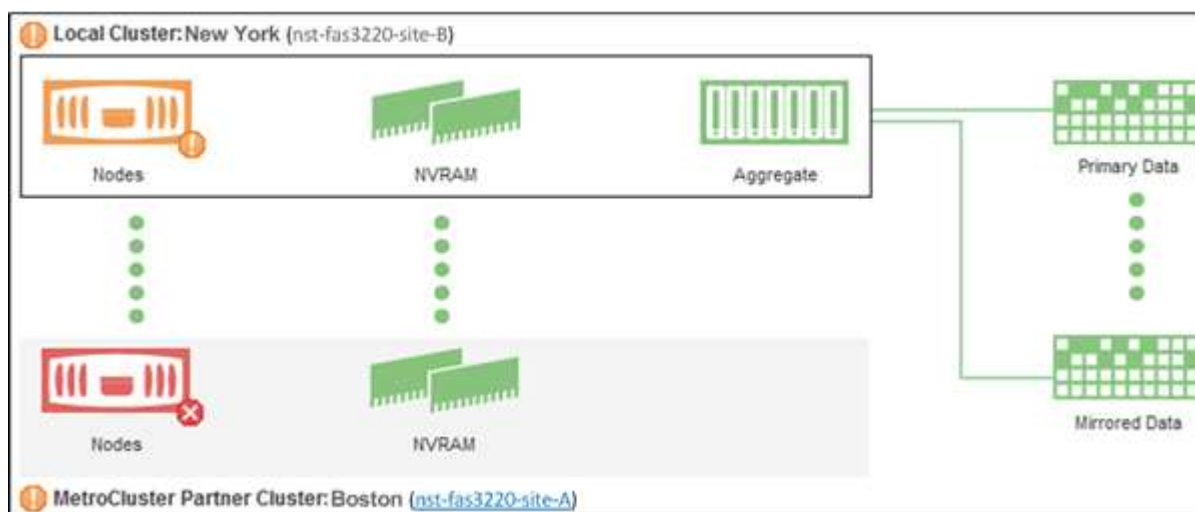 Local Cluster: New York (nst-fas3220-site-B)
Nodes
NVRAM
Aggregate
Primary Data
Nodes
NVRAM
Mirrored Data
MetroCluster Partner Cluster: Boston (nst-fas3220-site-A)